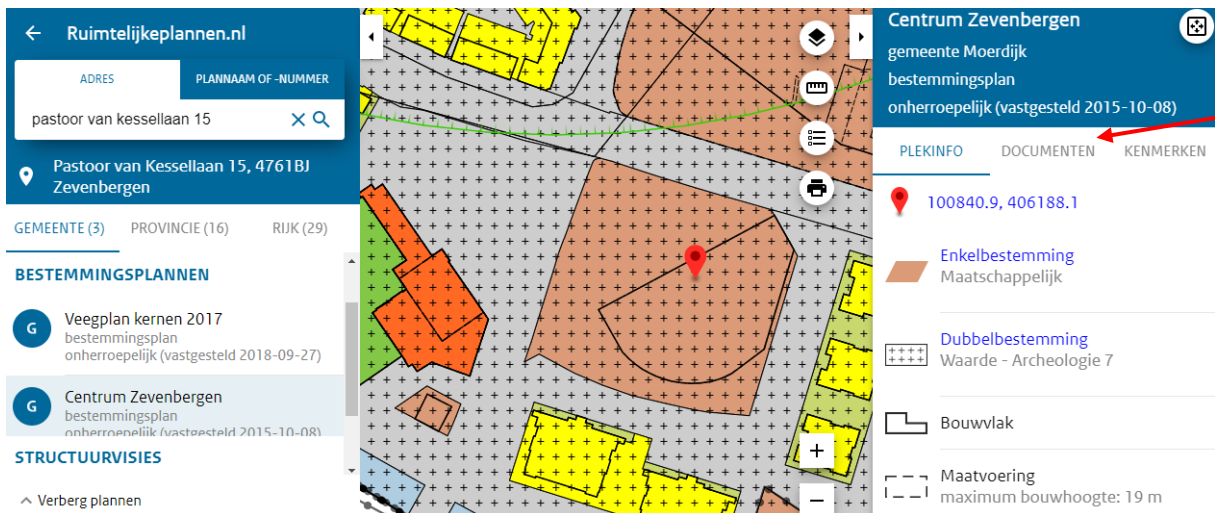 Ruimtelijkeplannen.nl
ADRES
PLANNAAM OF -NUMMER
pastoor van kessellaan 15
Pastoor van Kessellaan 15, 4761BJ
Zevenbergen
GEMEENTE (3)
PROVINCIE (16)
RIJK (29)
BESTEMMINGSPLANNEN
G
Veegplan kernen 2017
bestemmingsplan
onherroepelijk (vastgesteld 2018-09-27)
G
Centrum Zevenbergen
bestemmingsplan
onherroepelijk (vastgesteld 2015-10-08)
STRUCTUURVISIES
Verberg plannen
Centrum Zevenbergen
gemeente Moerdijk
bestemmingsplan
onherroepelijk (vastgesteld 2015-10-08)
PLEKINFO
DOCUMENTEN
KENMERKEN
100840.9, 406188.1
Enkelbestemming
Maatschappelijk
Dubbelbestemming
Waarde - Archeologie 7
Bouwvlak
Maatvoering
maximum bouwhoogte: 19 m